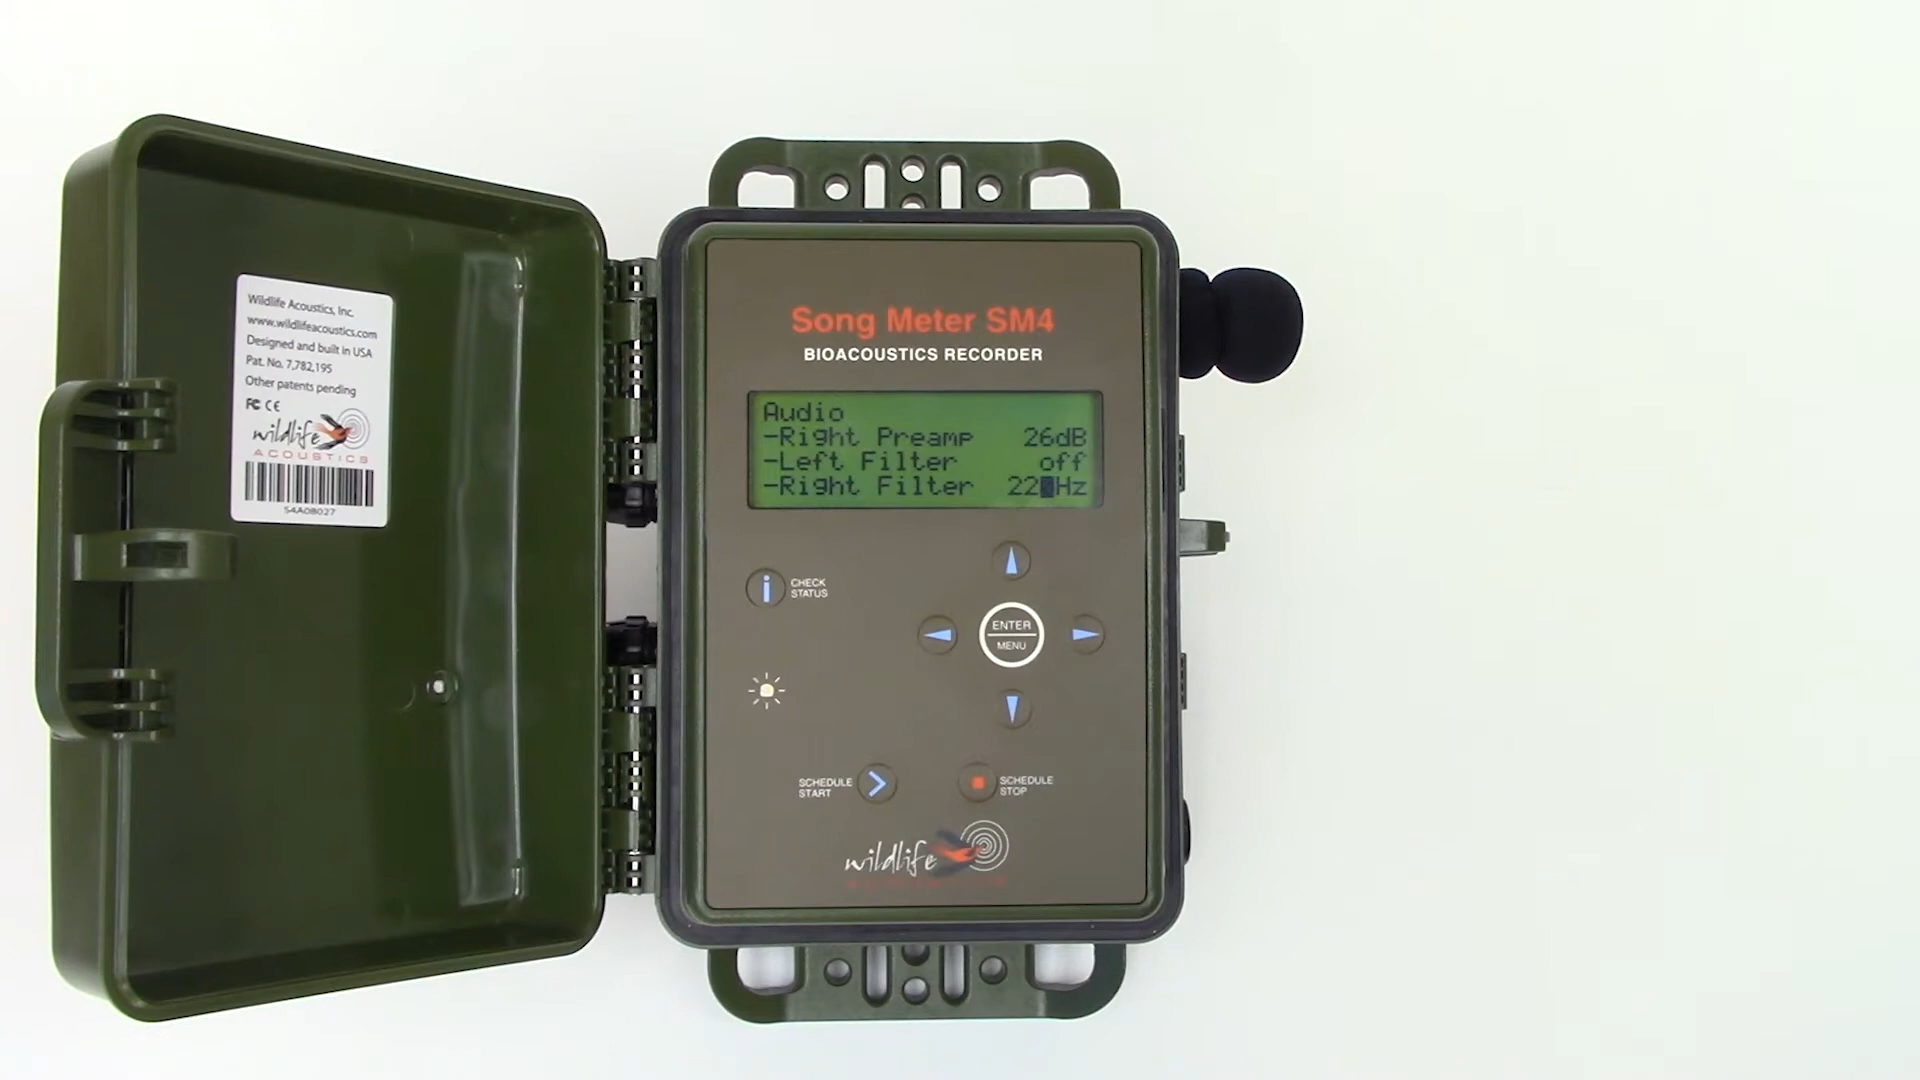 Wildlife Acoustics, Inc.
www.wildlifeacoustics.com
Designed and built in USA
Pat. No. 7,782,195
Other patents pending
FC CE
wildlife
ACOUSTICS
S4A08027
Song Meter SM4
BIOACOUSTICS RECORDER
Audio
-Right Preamp 26dB
-Left Filter off
-Right Filter 22█Hz
i CHECK
STATUS
ENTER
MENU
SCHEDULE
START
SCHEDULE
STOP
wildlife